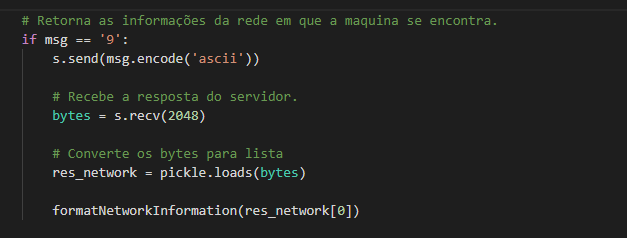 # Retorna as informações da rede em que a maquina se encontra.
if msg == '9':
s.send(msg.encode('ascii'))
# Recebe a resposta do servidor.
bytes = s.recv(2048)
# Converte os bytes para lista
res_network = pickle.loads(bytes)
formatNetworkInformation(res_network[0])